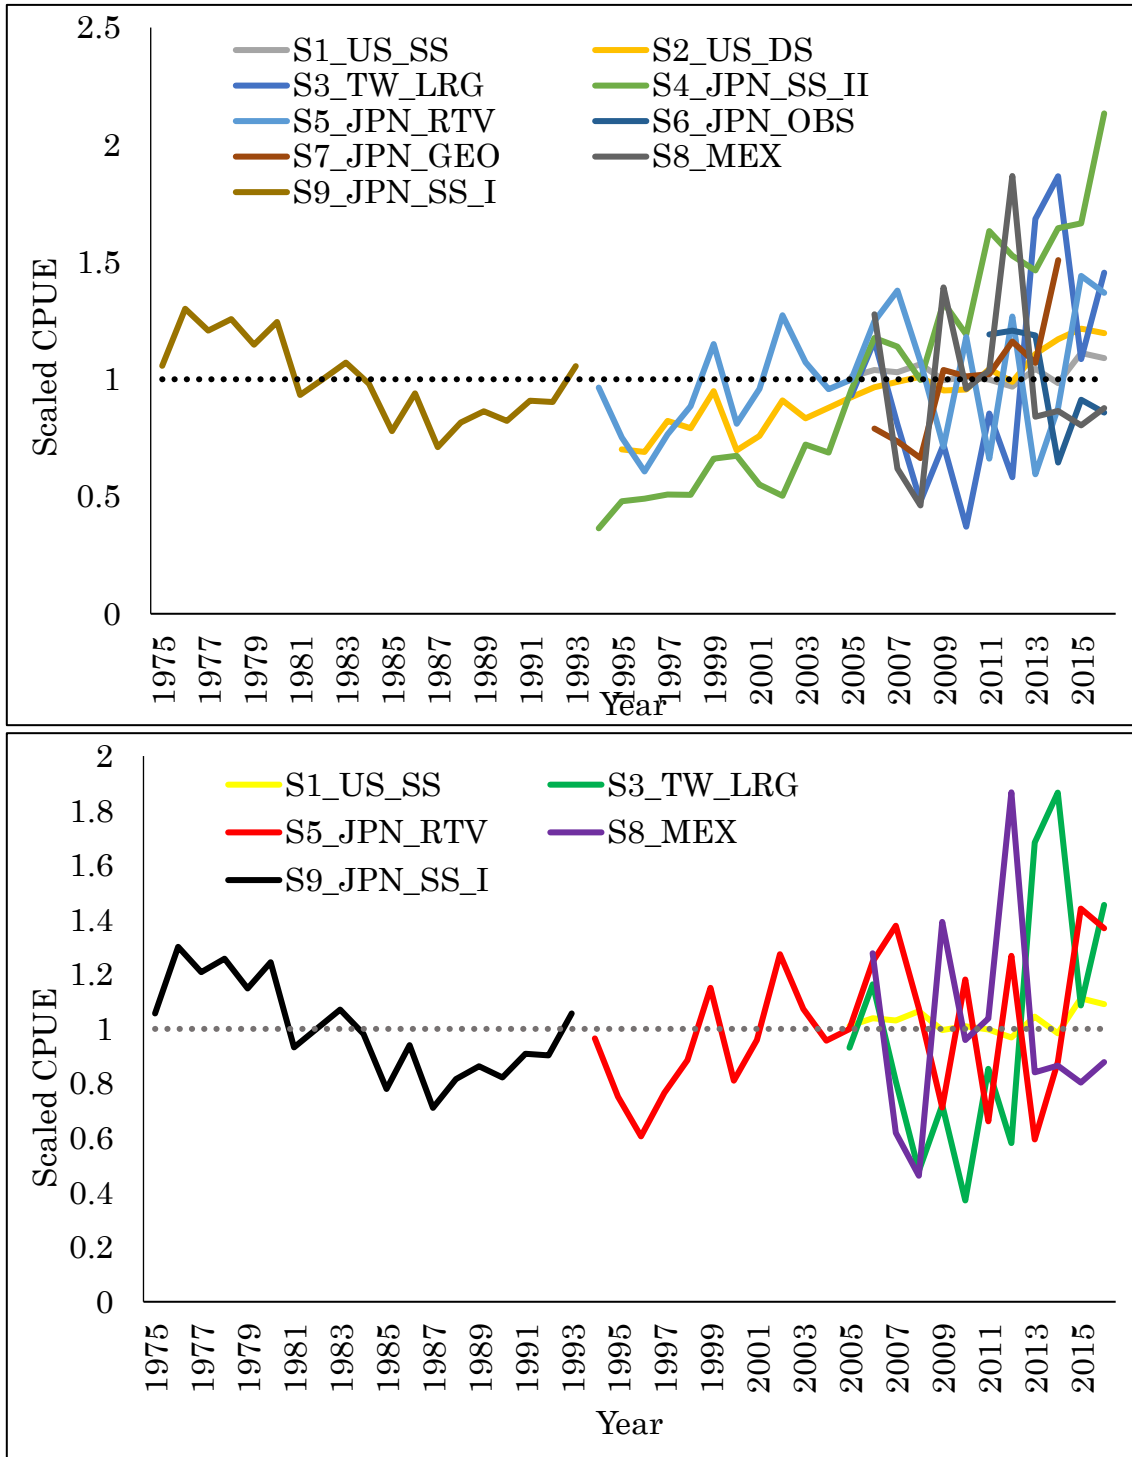 2.5
2
1.5
1
0.5
0
Scaled CPUE
S1_US_SS S2_US_DS
S3_TW_LRG S4_JPN_SS_II
S5_JPN_RTV S6_JPN_OBS
S7_JPN_GEO S8_MEX
S9_JPN_SS_I
1975 1977 1979 1981 1983 1985 1987 1989 1991 1993 1995 1997 1999 2001 2003 2005 2007 2009 2011 2013 2015
Year
2
1.8
1.6
1.4
1.2
1
0.8
0.6
0.4
0.2
0
Scaled CPUE
S1_US_SS S3_TW_LRG
S5_JPN_RTV S8_MEX
S9_JPN_SS_I
1975 1977 1979 1981 1983 1985 1987 1989 1991 1993 1995 1997 1999 2001 2003 2005 2007 2009 2011 2013 2015
Year